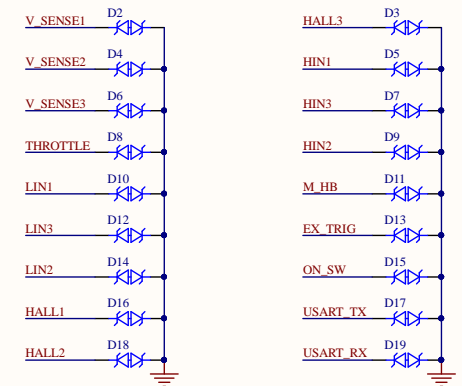 V_SENSE1 D2
V_SENSE2 D4
V_SENSE3 D6
THROTTLE D8
LIN1 D10
LIN3 D12
LIN2 D14
HALL1 D16
HALL2 D18
HALL3 D3
HIN1 D5
HIN3 D7
HIN2 D9
M_HB D11
EX_TRIG D13
ON_SW D15
USART_TX D17
USART_RX D19